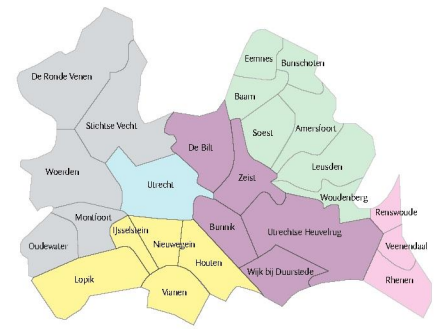 Eemnes
Bunschoten
De Ronde Venen
Baarn
Stichtse Vecht
Amersfoort
Soest
De Bilt
Leusden
Woerden
Zeist
Utrecht
Woudenberg
Renswoude
Montfoort
IJsselstein
Bunnik
Utrechtse Heuvelrug
Oudewater
Nieuwegein
Veenendaal
Houten
Wijk bij Duurstede
Lopik
Rhenen
Vianen